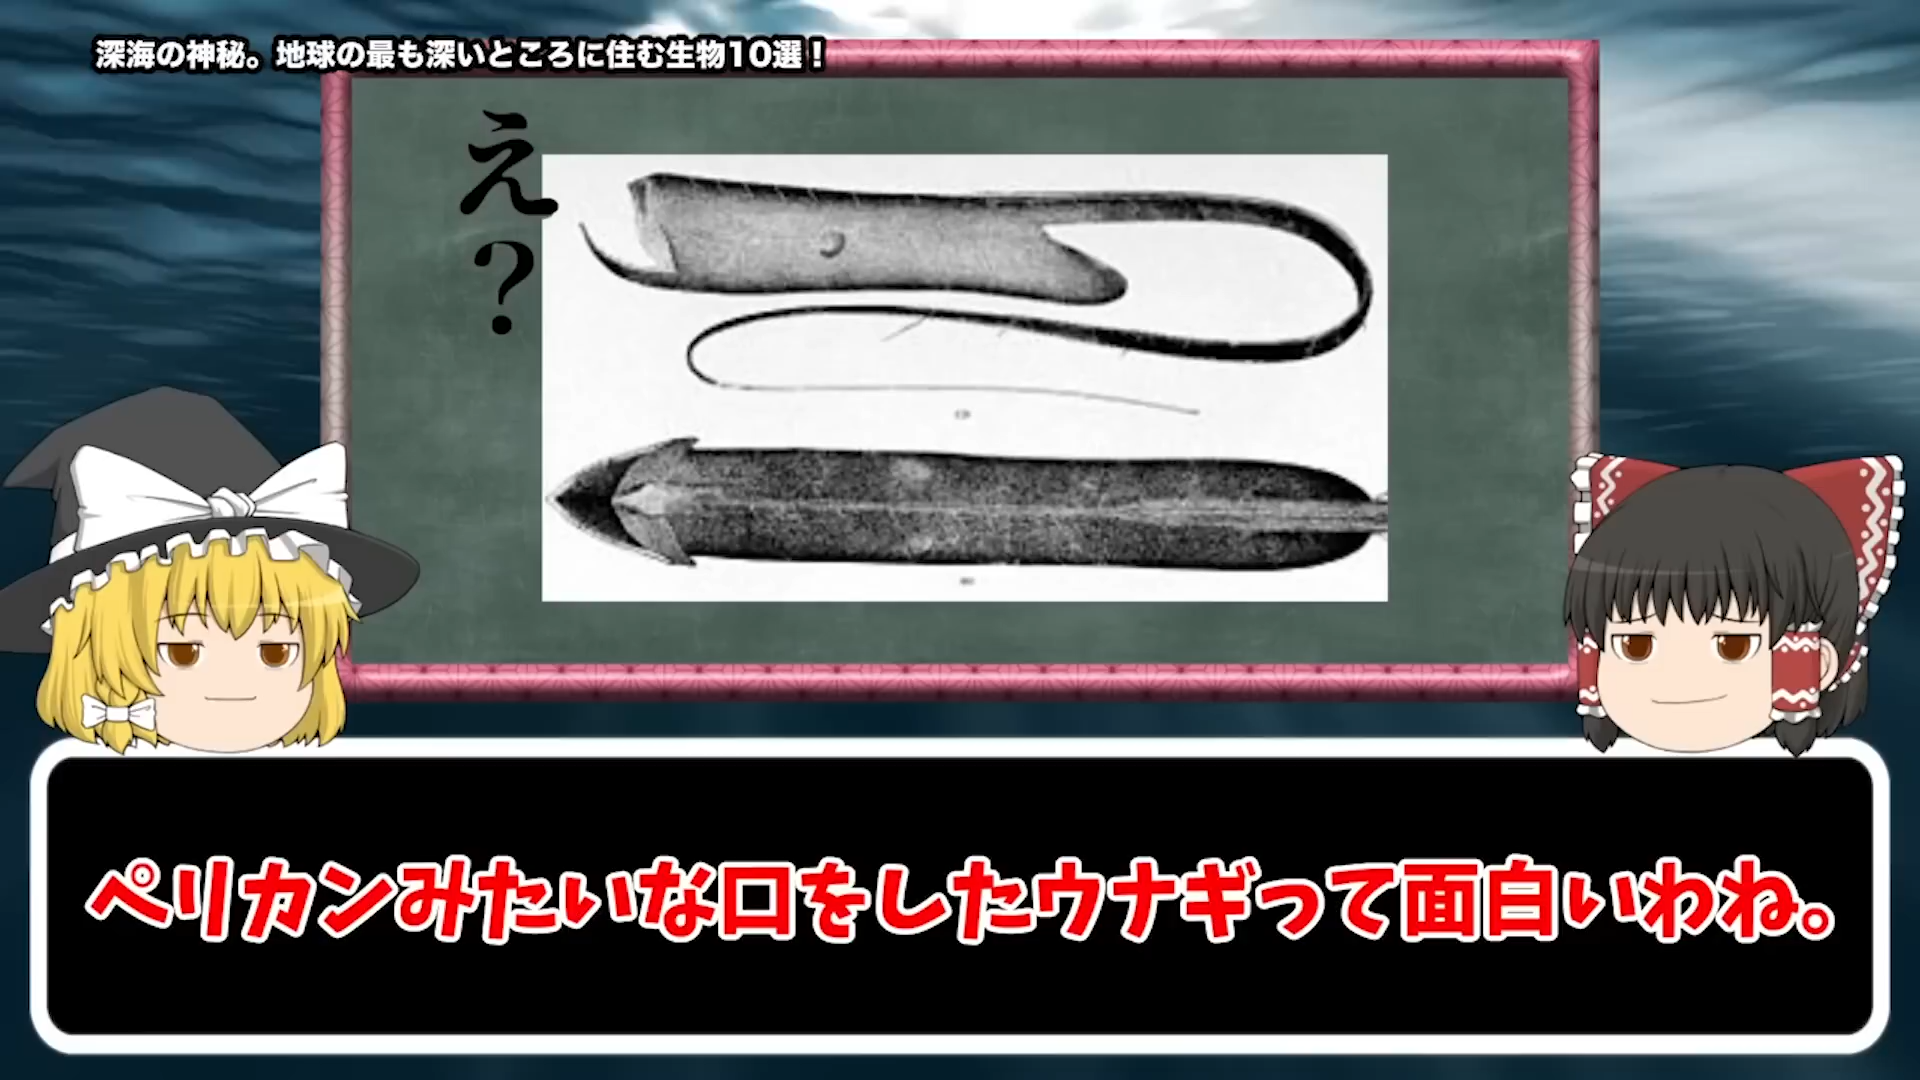 深海の神秘。地球の最も深いところに住む生物10選！
え？
ペリカンみたいな口をしたウナギって面白いわね。